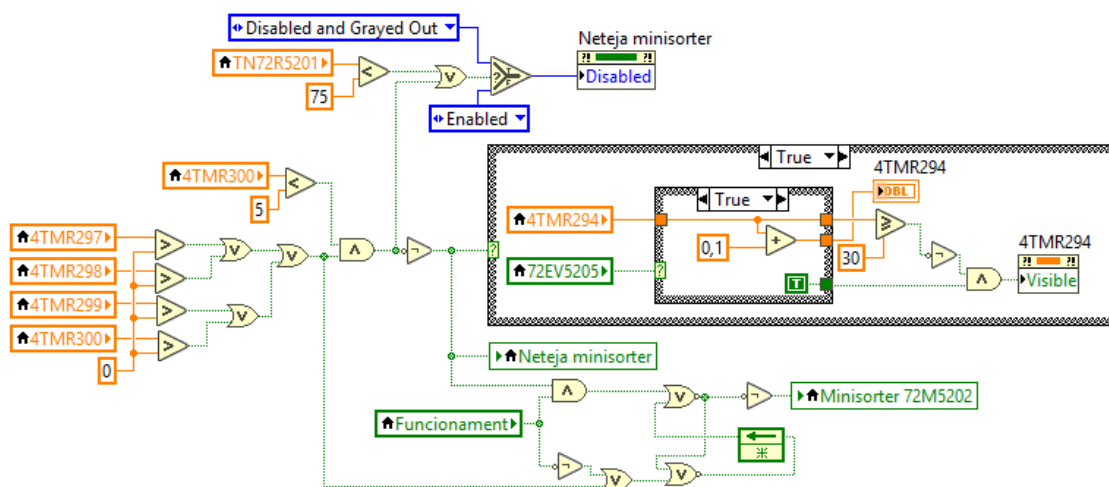 Disabled and Grayed Out
Neteja minisorter
TN72R5201
Disabled
75
Enabled
True
4TMR300
4TMR294
True
DBL
5
4TMR294
4TMR297
0,1
30
4TMR294
4TMR298
72EV5205
Visible
4TMR299
T
4TMR300
Neteja minisorter
0
Minisorter 72M5202
Funcionament